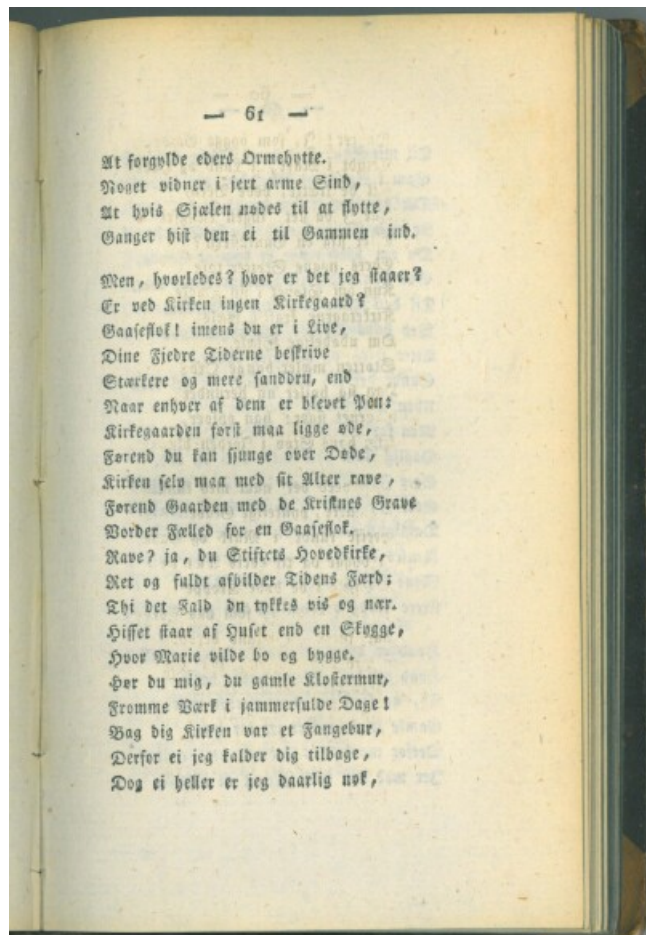 — 61 —
At forgylde eders Ormehytte.
Noget vidner i jert arme Sind,
At hvis Sjælen nødes til at flytte,
Ganger hist den ei til Gammen ind.
Men, hvorledes? hvor er det jeg staaer?
Er ved Kirken ingen Kirkegaard?
Gaaseflok! imens du er i Live,
Dine Fjedre Tiderne beskrive
Stærkere og mere sanddru, end
Naar enhver af dem er blevet Pen:
Kirkegaarden først maa ligge øde,
Førend du kan sjunge over Døde,
Kirken selv maa med sit Alter rave,
Førend Gaarden med de Kristnes Grave
Vorder Fælled for en Gaaseflok.
Rave? ja, du Stiftets Hovedkirke,
Ret og fuldt afbilder Tidens Færd;
Thi det Fald dn tykkes vis og nær.
Hisset staar af Huset end en Skygge,
Hvor Marie vilde bo og bygge.
Hør du mig, du gamle Klostermur,
Fromme Værk i jammerfulde Dage!
Bag dig Kirken var et Fangebur,
Derfor ei jeg kalder dig tilbage,
Dog ei heller er jeg daarlig nok,